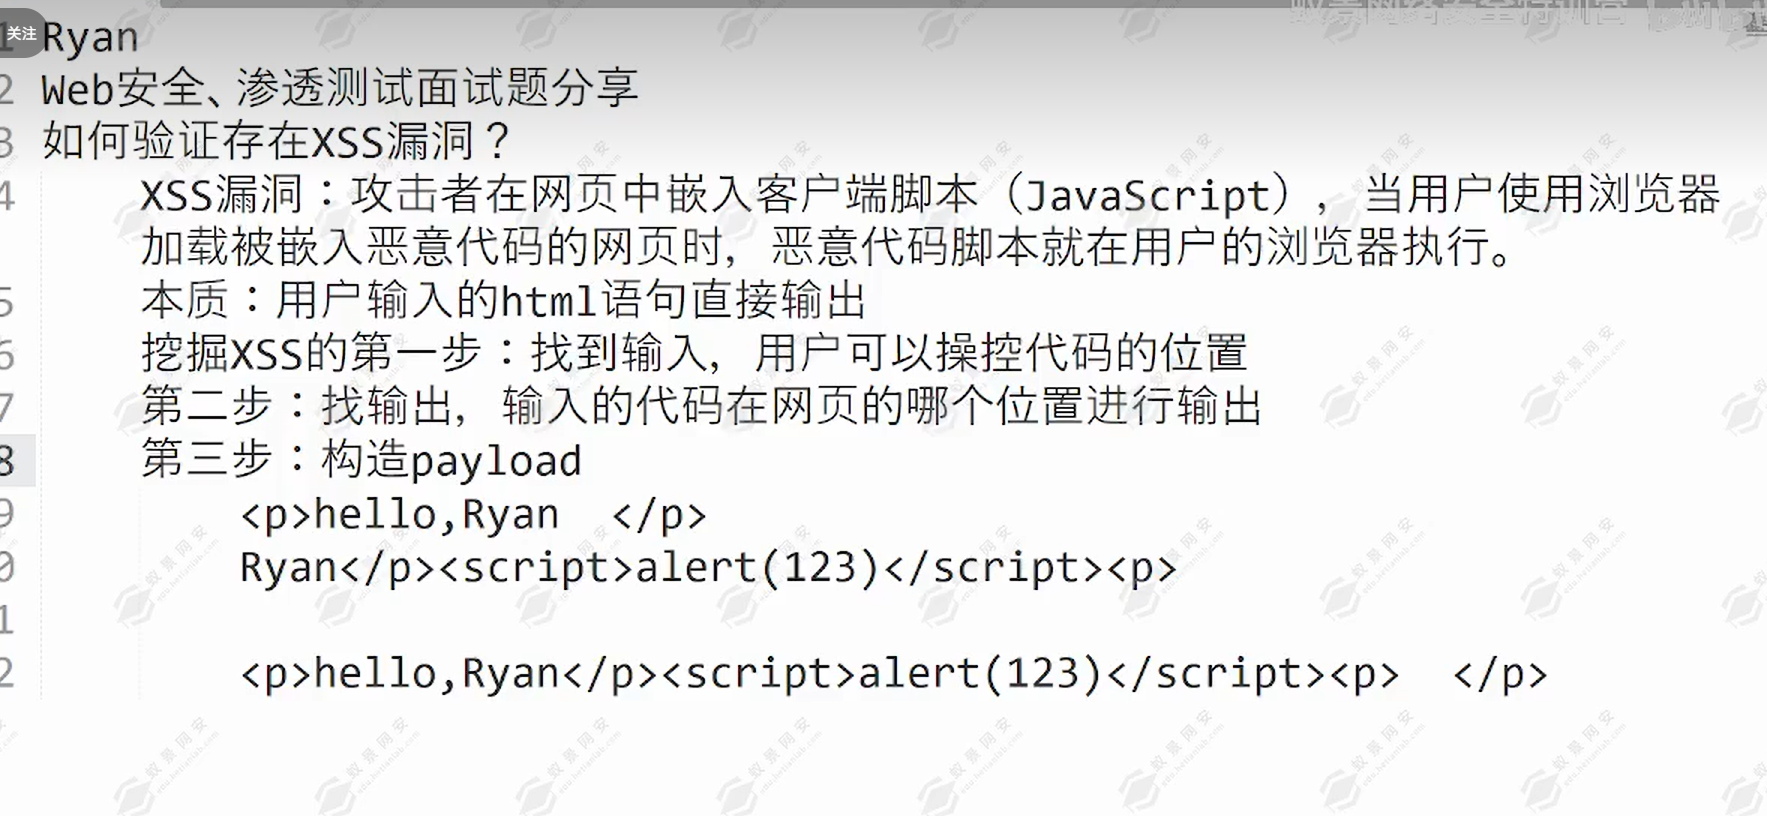 关注
1 Ryan
2 Web安全、渗透测试面试题分享
3 如何验证存在XSS漏洞？
4 XSS漏洞：攻击者在网页中嵌入客户端脚本（JavaScript），当用户使用浏览器
加载被嵌入恶意代码的网页时，恶意代码脚本就在用户的浏览器执行。
5 本质：用户输入的html语句直接输出
6 挖掘XSS的第一步：找到输入，用户可以操控代码的位置
7 第二步：找输出，输入的代码在网页的哪个位置进行输出
8 第三步：构造payload
9 <p>hello,Ryan  </p>
0 Ryan</p><script>alert(123)</script><p>
1
2 <p>hello,Ryan</p><script>alert(123)</script><p>  </p>
蚁景网安
edu.hetianlab.com